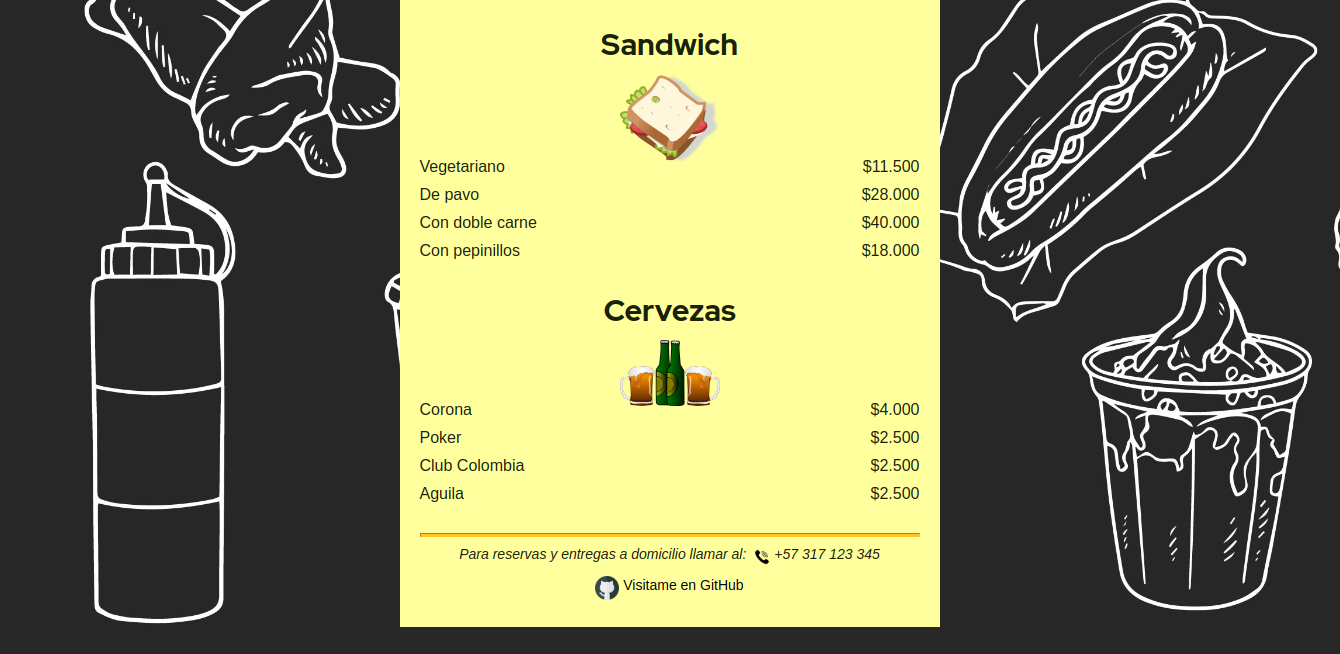 Sandwich
Vegetariano $11.500
De pavo $28.000
Con doble carne $40.000
Con pepinillos $18.000
Cervezas
Corona $4.000
Poker $2.500
Club Colombia $2.500
Aguila $2.500
Para reservas y entregas a domicilio llamar al: +57 317 123 345
Visitame en GitHub